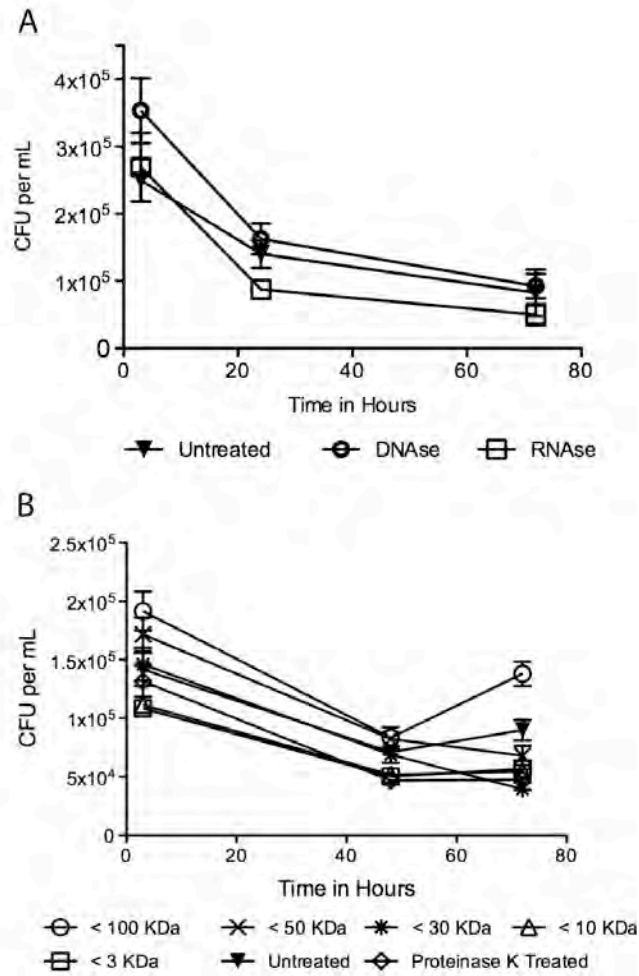 A
4x10⁵
3x10⁵
2x10⁵
1x10⁵
0
CFU per mL
0 20 40 60 80
Time in Hours
Untreated DNAse RNAse
B
2.5x10⁵
2x10⁵
1.5x10⁵
1x10⁵
5x10⁴
0
CFU per mL
0 20 40 60 80
Time in Hours
< 100 KDa < 50 KDa < 30 KDa < 10 KDa
< 3 KDa Untreated Proteinase K Treated